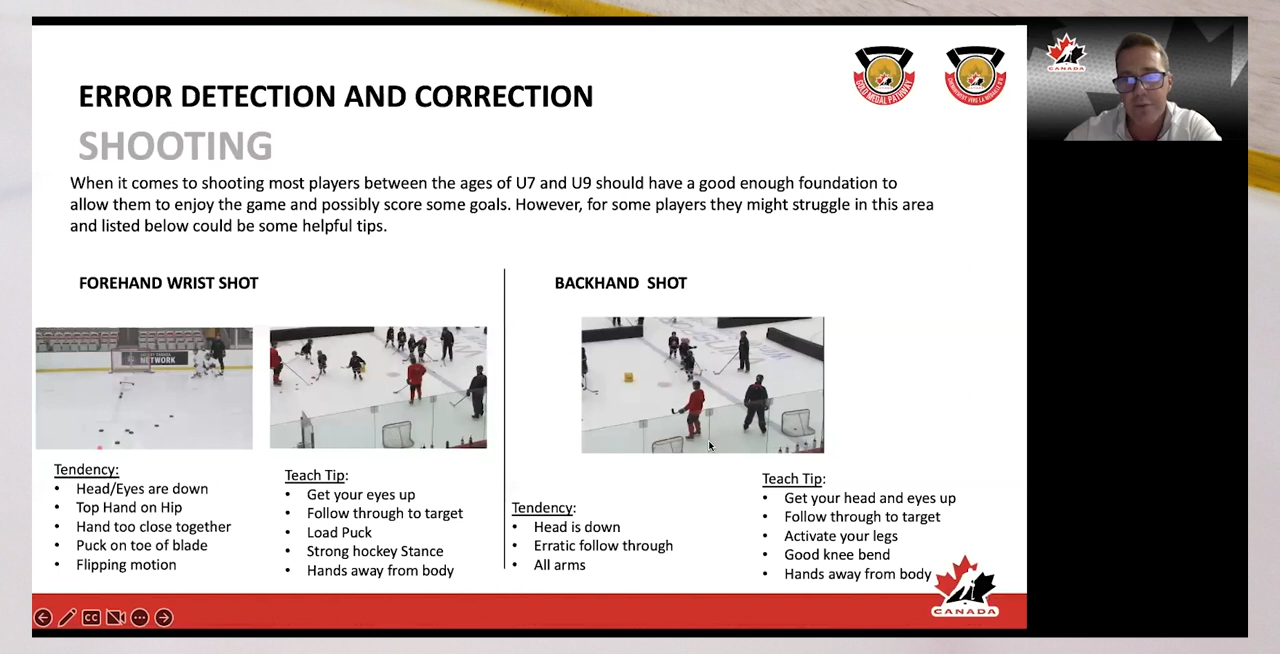 ERROR DETECTION AND CORRECTION
SHOOTING
When it comes to shooting most players between the ages of U7 and U9 should have a good enough foundation to
allow them to enjoy the game and possibly score some goals. However, for some players they might struggle in this area
and listed below could be some helpful tips.
FOREHAND WRIST SHOT
NETWORK
Tendency:
• Head/Eyes are down
• Top Hand on Hip
• Hand too close together
• Puck on toe of blade
• Flipping motion
Teach Tip:
• Get your eyes up
• Follow through to target
• Load Puck
• Strong hockey Stance
• Hands away from body
BACKHAND SHOT
Tendency:
• Head is down
• Erratic follow through
• All arms
Teach Tip:
• Get your head and eyes up
• Follow through to target
• Activate your legs
• Good knee bend
• Hands away from body
GOLD MEDAL PATHWAY
CANADA
CANADA
CC